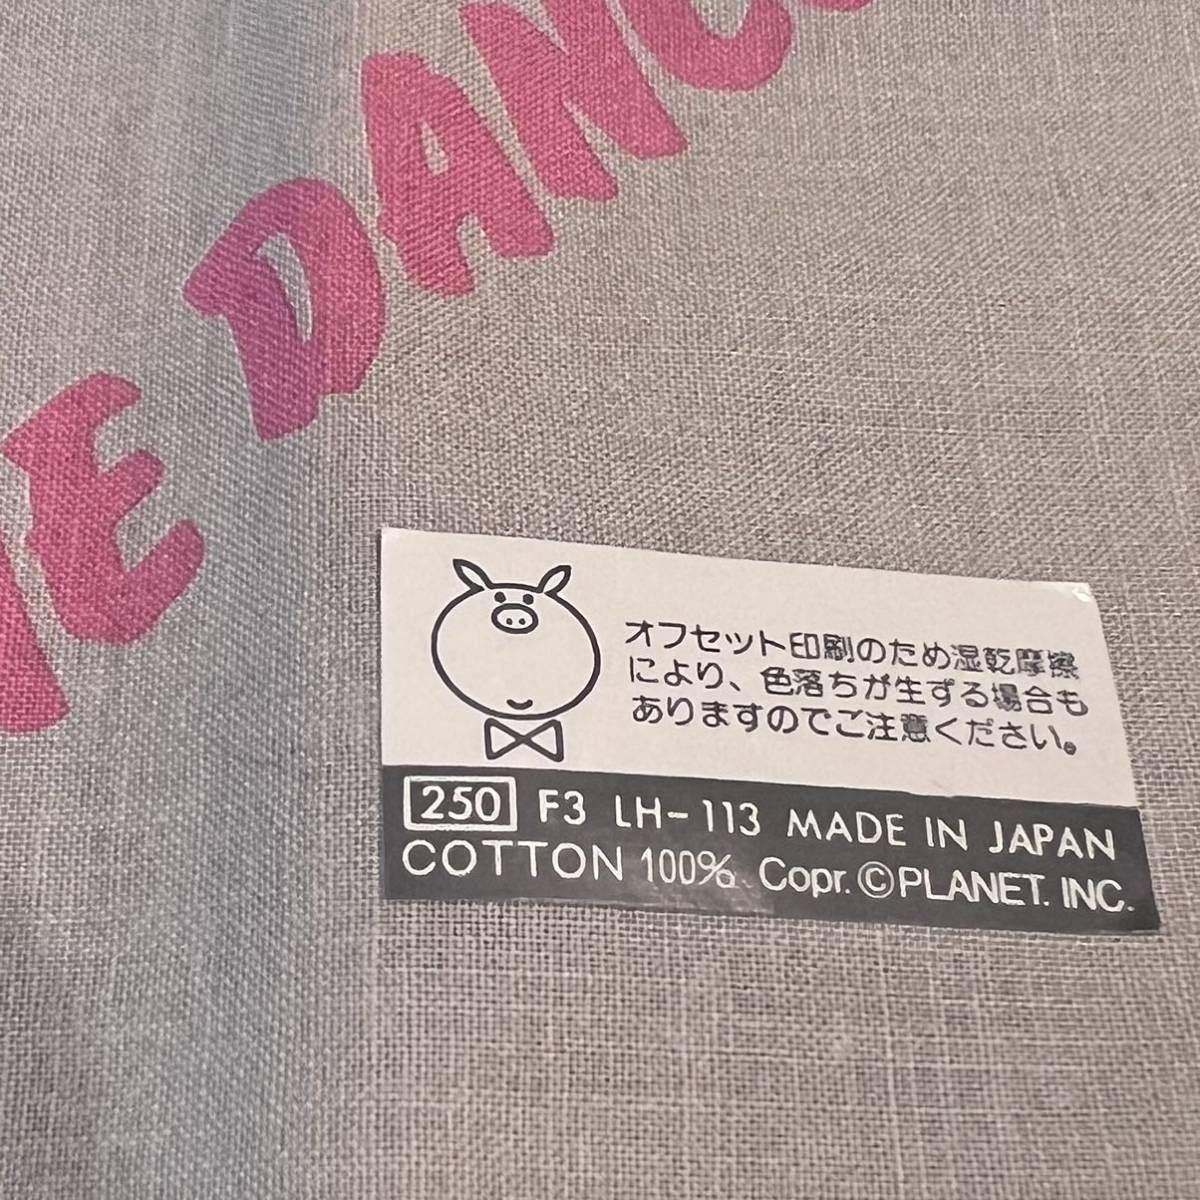 E DANC
オフセット印刷のため湿乾摩擦
により、色落ちが生ずる場合も
ありますのでご注意ください。
250 F3 LH-113 MADE IN JAPAN
COTTON 100% Copr. ©PLANET. INC.